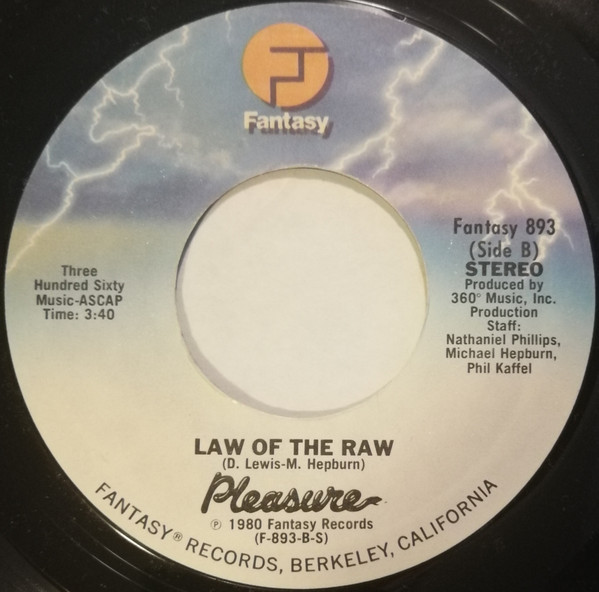 Fantasy
Fantasy 893
(Side B)
STEREO
Produced by
360° Music, Inc.
Production
Staff:
Nathaniel Phillips,
Michael Hepburn,
Phil Kaffel
Three
Hundred Sixty
Music-ASCAP
Time: 3:40
LAW OF THE RAW
(D. Lewis-M. Hepburn)
Pleasure
℗ 1980 Fantasy Records
(F-893-B-S)
FANTASY® RECORDS, BERKELEY, CALIFORNIA